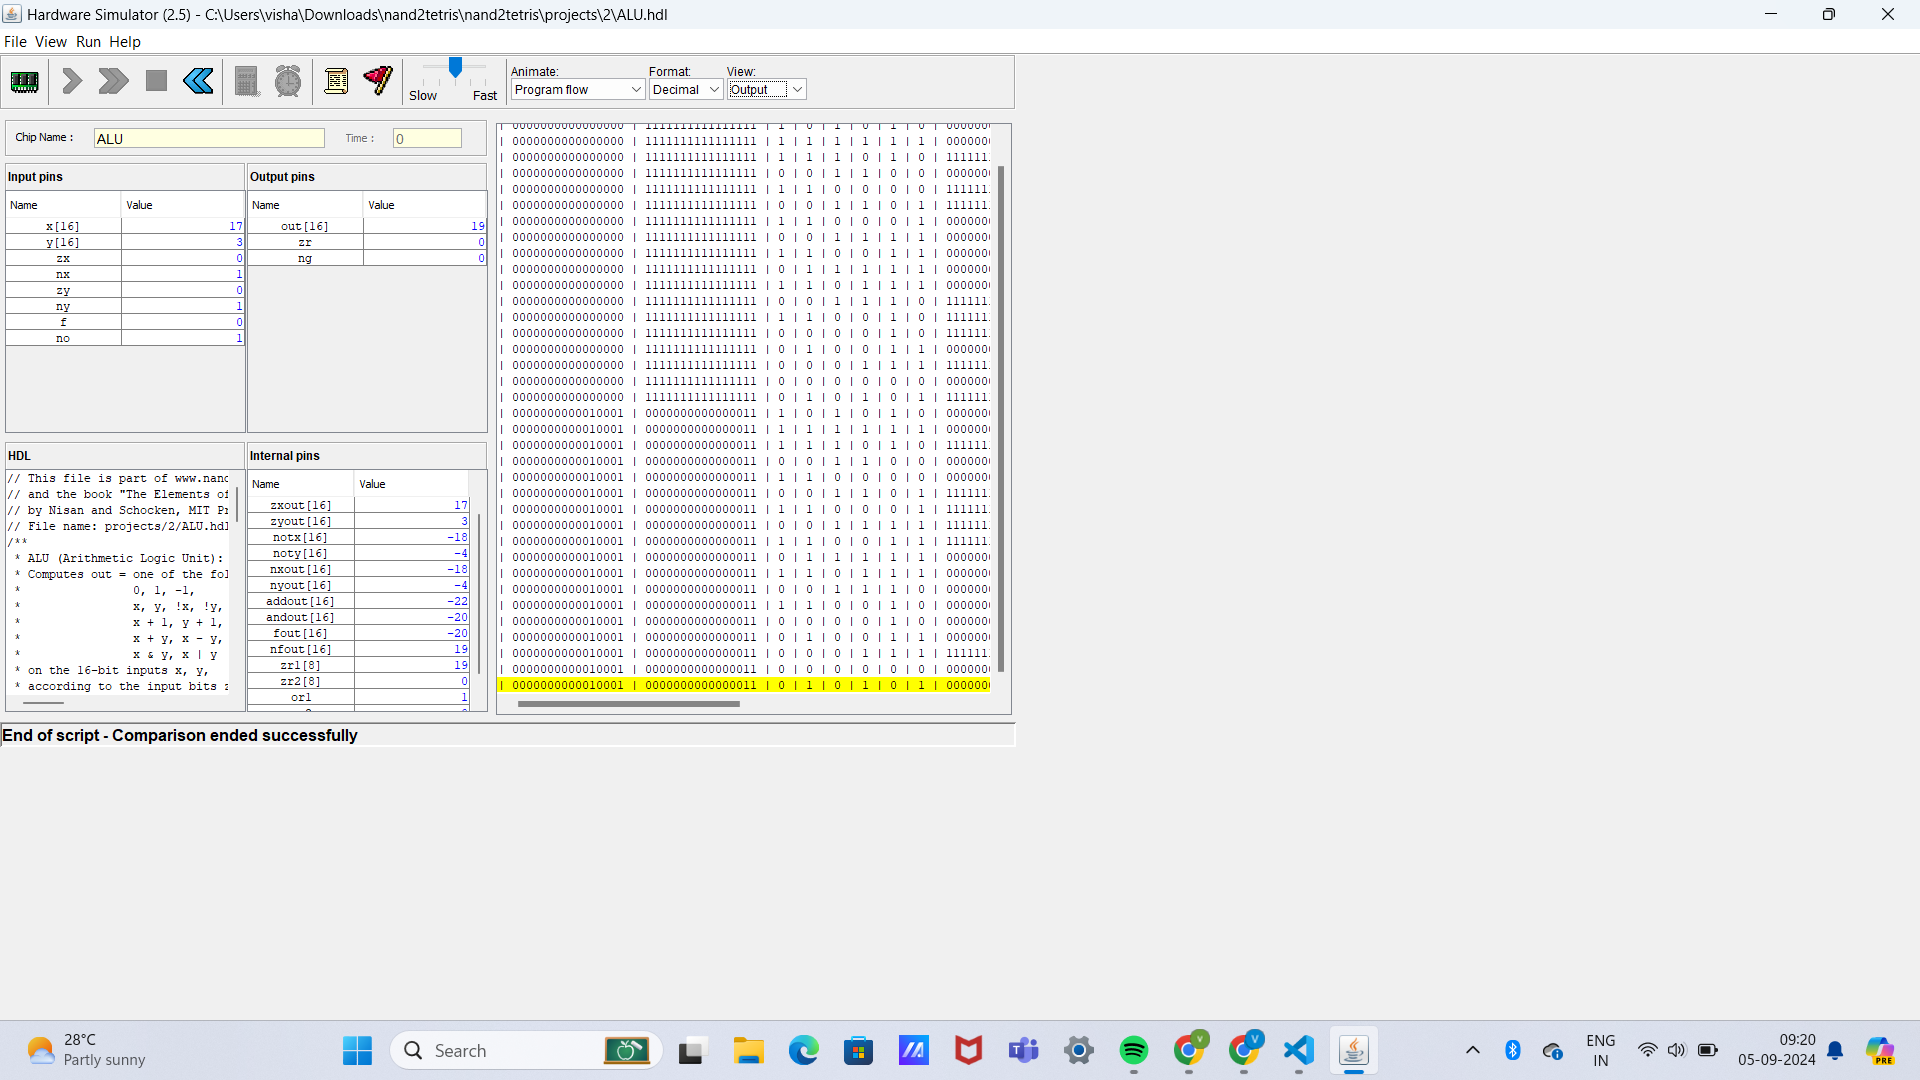 Hardware Simulator (2.5) - C:\Users\visha\Downloads\nand2tetris\nand2tetris\projects\2\ALU.hdl
File View Run Help
Slow Fast
Animate: Format: View:
Program flow Decimal Output
Chip Name : ALU Time : 0
Input pins
Name Value
x[16] 17
y[16] 3
zx 0
nx 1
zy 0
ny 1
f 0
no 1
Output pins
Name Value
out[16] 19
zr 0
ng 0
HDL
// This file is part of www.nand
// and the book "The Elements of
// by Nisan and Schocken, MIT Pr
// File name: projects/2/ALU.hdl
/**
* ALU (Arithmetic Logic Unit):
* Computes out = one of the fol
* 0, 1, -1,
* x, y, !x, !y,
* x + 1, y + 1,
* x + y, x - y,
* x & y, x | y
* on the 16-bit inputs x, y,
* according to the input bits z
Internal pins
Name Value
zxout[16] 17
zyout[16] 3
notx[16] -18
noty[16] -4
nxout[16] -18
nyout[16] -4
addout[16] -22
andout[16] -20
fout[16] -20
nfout[16] 19
zr1[8] 19
zr2[8] 0
or1 1
| 0000000000000000 | 1111111111111111 | 1 | 0 | 1 | 0 | 1 | 0 | 000000
| 0000000000000000 | 1111111111111111 | 1 | 1 | 1 | 1 | 1 | 1 | 000000
| 0000000000000000 | 1111111111111111 | 1 | 1 | 1 | 0 | 1 | 0 | 111111
| 0000000000000000 | 1111111111111111 | 0 | 0 | 1 | 1 | 0 | 0 | 000000
| 0000000000000000 | 1111111111111111 | 1 | 1 | 0 | 0 | 0 | 0 | 111111
| 0000000000000000 | 1111111111111111 | 0 | 0 | 1 | 1 | 0 | 1 | 111111
| 0000000000000000 | 1111111111111111 | 1 | 1 | 0 | 0 | 0 | 1 | 000000
| 0000000000000000 | 1111111111111111 | 0 | 0 | 1 | 1 | 1 | 1 | 000000
| 0000000000000000 | 1111111111111111 | 1 | 1 | 0 | 0 | 1 | 1 | 000000
| 0000000000000000 | 1111111111111111 | 0 | 1 | 1 | 1 | 1 | 1 | 000000
| 0000000000000000 | 1111111111111111 | 1 | 1 | 0 | 1 | 1 | 1 | 000000
| 0000000000000000 | 1111111111111111 | 0 | 0 | 1 | 1 | 1 | 0 | 111111
| 0000000000000000 | 1111111111111111 | 1 | 1 | 0 | 0 | 1 | 0 | 111111
| 0000000000000000 | 1111111111111111 | 0 | 0 | 0 | 0 | 1 | 0 | 111111
| 0000000000000000 | 1111111111111111 | 0 | 1 | 0 | 0 | 1 | 1 | 000000
| 0000000000000000 | 1111111111111111 | 0 | 0 | 0 | 1 | 1 | 1 | 111111
| 0000000000000000 | 1111111111111111 | 0 | 0 | 0 | 0 | 0 | 0 | 000000
| 0000000000000000 | 1111111111111111 | 0 | 1 | 0 | 1 | 0 | 1 | 111111
| 0000000000010001 | 0000000000000011 | 1 | 0 | 1 | 0 | 1 | 0 | 000000
| 0000000000010001 | 0000000000000011 | 1 | 1 | 1 | 1 | 1 | 1 | 000000
| 0000000000010001 | 0000000000000011 | 1 | 1 | 1 | 0 | 1 | 0 | 111111
| 0000000000010001 | 0000000000000011 | 0 | 0 | 1 | 1 | 0 | 0 | 000000
| 0000000000010001 | 0000000000000011 | 1 | 1 | 0 | 0 | 0 | 0 | 000000
| 0000000000010001 | 0000000000000011 | 0 | 0 | 1 | 1 | 0 | 1 | 111111
| 0000000000010001 | 0000000000000011 | 1 | 1 | 0 | 0 | 0 | 1 | 111111
| 0000000000010001 | 0000000000000011 | 0 | 0 | 1 | 1 | 1 | 1 | 111111
| 0000000000010001 | 0000000000000011 | 1 | 1 | 0 | 0 | 1 | 1 | 111111
| 0000000000010001 | 0000000000000011 | 0 | 1 | 1 | 1 | 1 | 1 | 000000
| 0000000000010001 | 0000000000000011 | 1 | 1 | 0 | 1 | 1 | 1 | 000000
| 0000000000010001 | 0000000000000011 | 0 | 0 | 1 | 1 | 1 | 0 | 000000
| 0000000000010001 | 0000000000000011 | 1 | 1 | 0 | 0 | 1 | 0 | 000000
| 0000000000010001 | 0000000000000011 | 0 | 0 | 0 | 0 | 1 | 0 | 000000
| 0000000000010001 | 0000000000000011 | 0 | 1 | 0 | 0 | 1 | 1 | 000000
| 0000000000010001 | 0000000000000011 | 0 | 0 | 0 | 1 | 1 | 1 | 111111
| 0000000000010001 | 0000000000000011 | 0 | 0 | 0 | 0 | 0 | 0 | 000000
| 0000000000010001 | 0000000000000011 | 0 | 1 | 0 | 1 | 0 | 1 | 000000
End of script - Comparison ended successfully
28°C
Partly sunny
Search
ENG
IN
09:20
05-09-2024
PRE